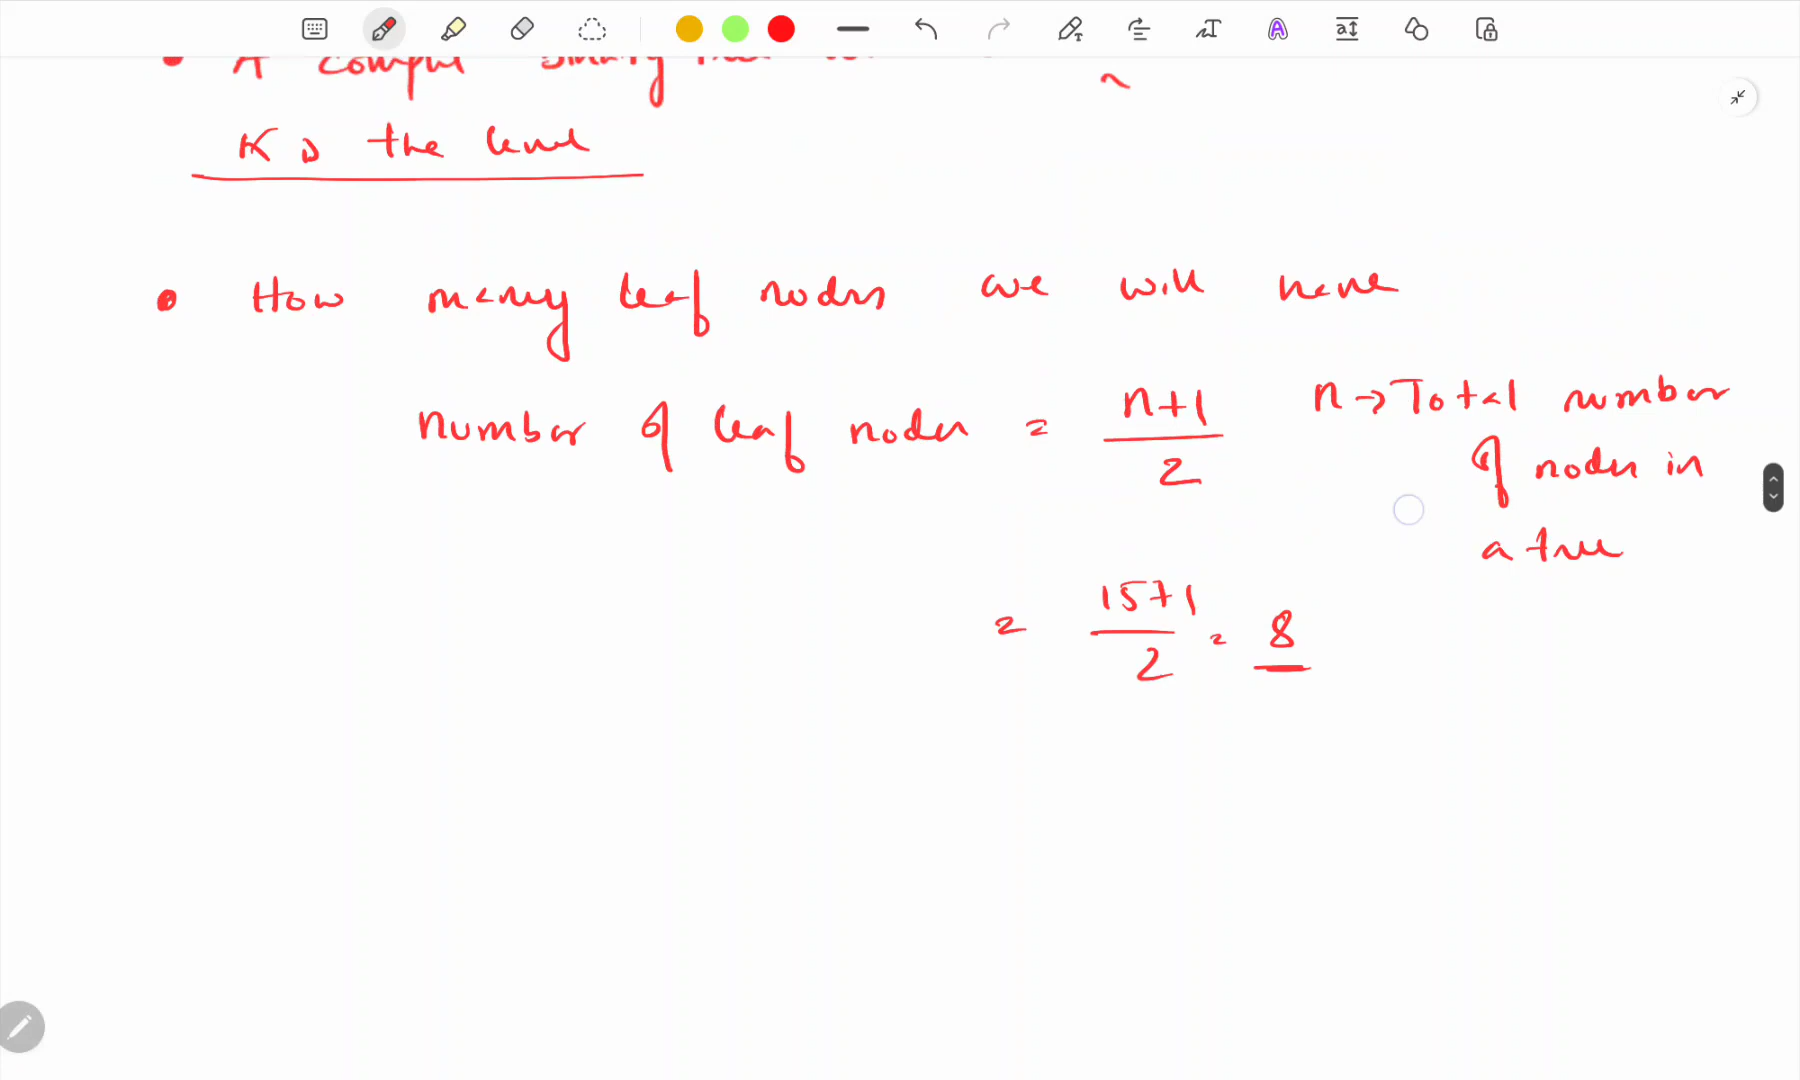 • A
K is the level
• How many leaf nodes we will have
Number of leaf nodes = n+1 / 2
n → Total number
of nodes in
a tree
= 15+1 / 2 = 8